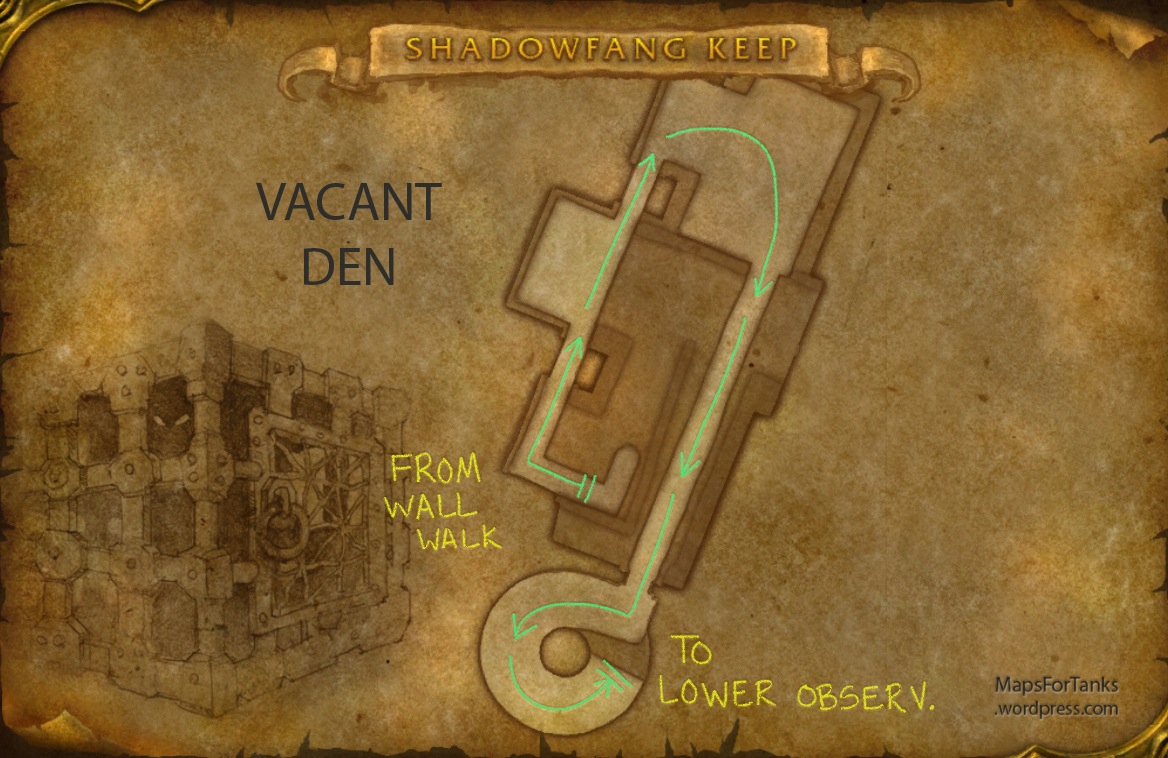 SHADOWFANG KEEP
VACANT
DEN
FROM
WALL
WALK
TO
LOWER OBSERV.
MapsForTanks
.wordpress.com